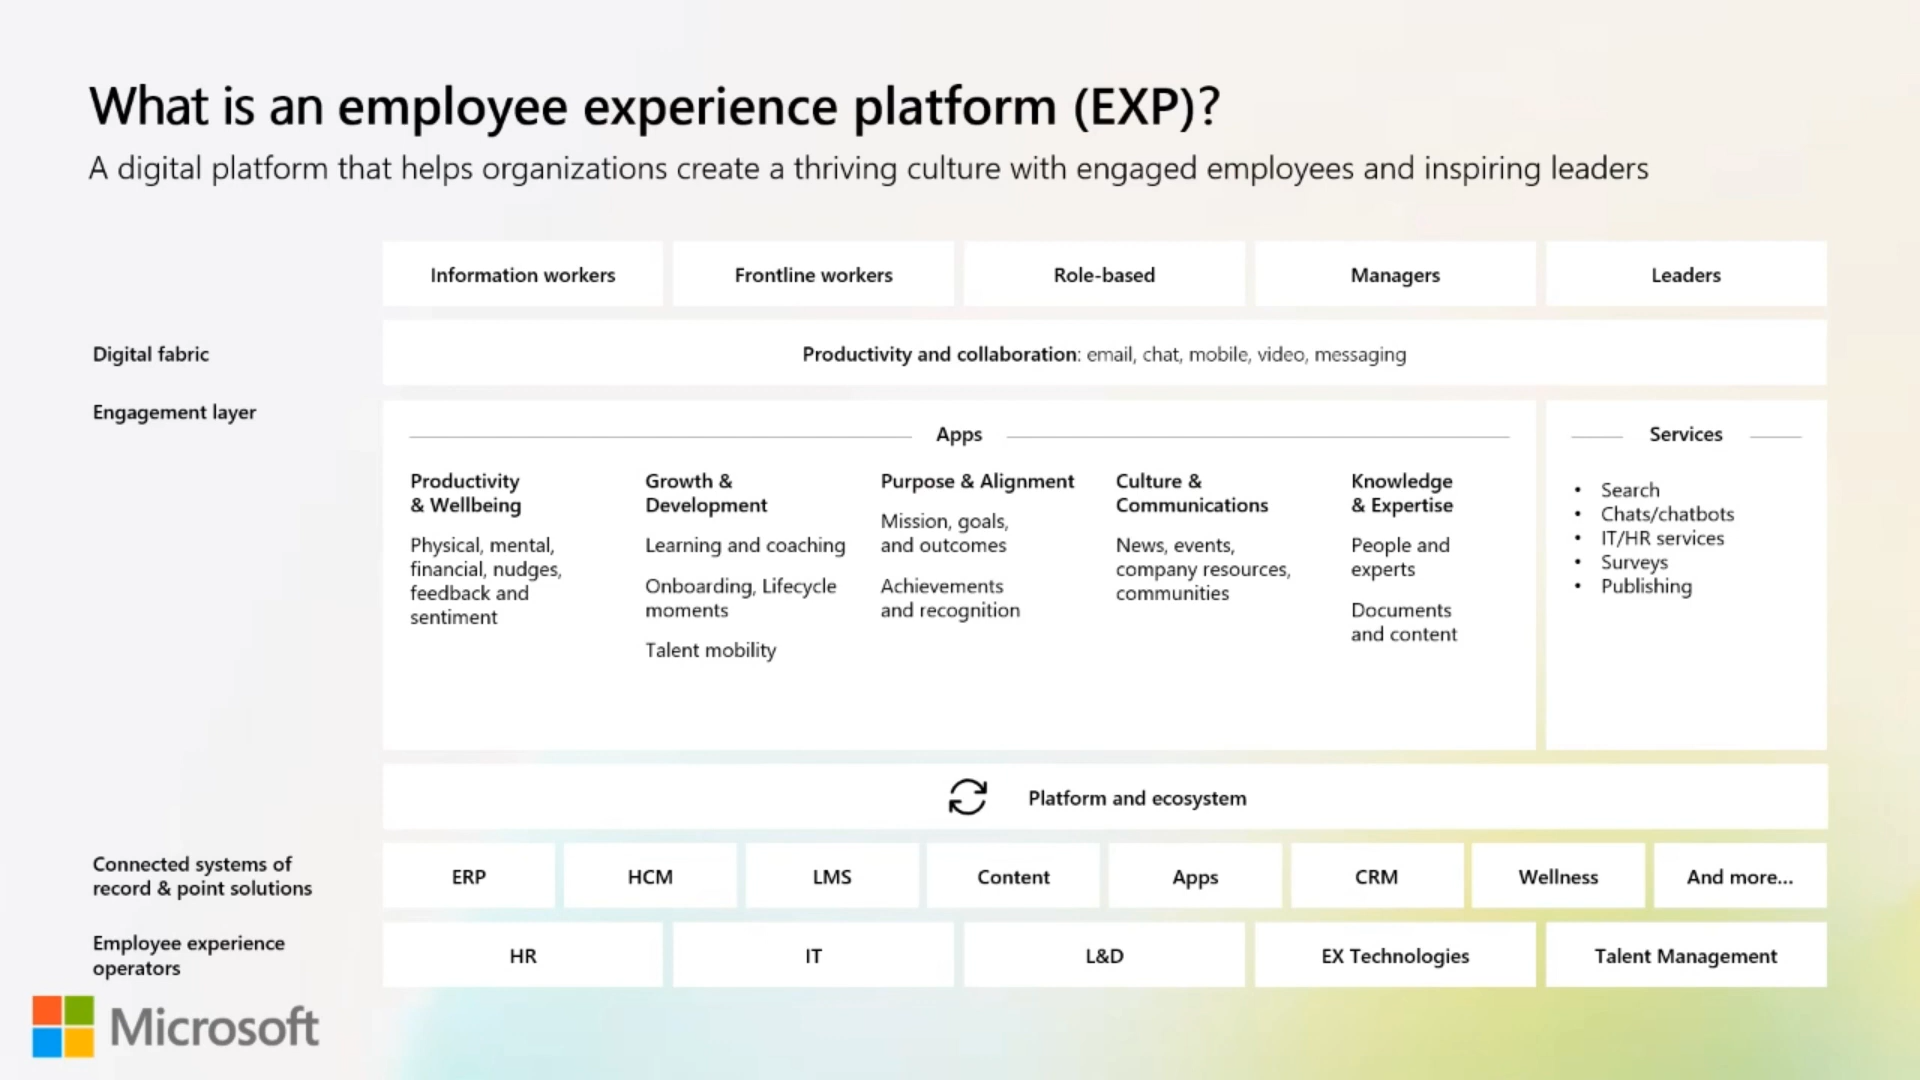 What is an employee experience platform (EXP)?
A digital platform that helps organizations create a thriving culture with engaged employees and inspiring leaders
Information workers
Frontline workers
Role-based
Managers
Leaders
Digital fabric
Productivity and collaboration: email, chat, mobile, video, messaging
Engagement layer
Apps
Productivity
& Wellbeing
Physical, mental,
financial, nudges,
feedback and
sentiment
Growth &
Development
Learning and coaching
Onboarding, Lifecycle
moments
Talent mobility
Purpose & Alignment
Mission, goals,
and outcomes
Achievements
and recognition
Culture &
Communications
News, events,
company resources,
communities
Knowledge
& Expertise
People and
experts
Documents
and content
Services
• Search
• Chats/chatbots
• IT/HR services
• Surveys
• Publishing
Platform and ecosystem
Connected systems of
record & point solutions
ERP
HCM
LMS
Content
Apps
CRM
Wellness
And more...
Employee experience
operators
HR
IT
L&D
EX Technologies
Talent Management
Microsoft